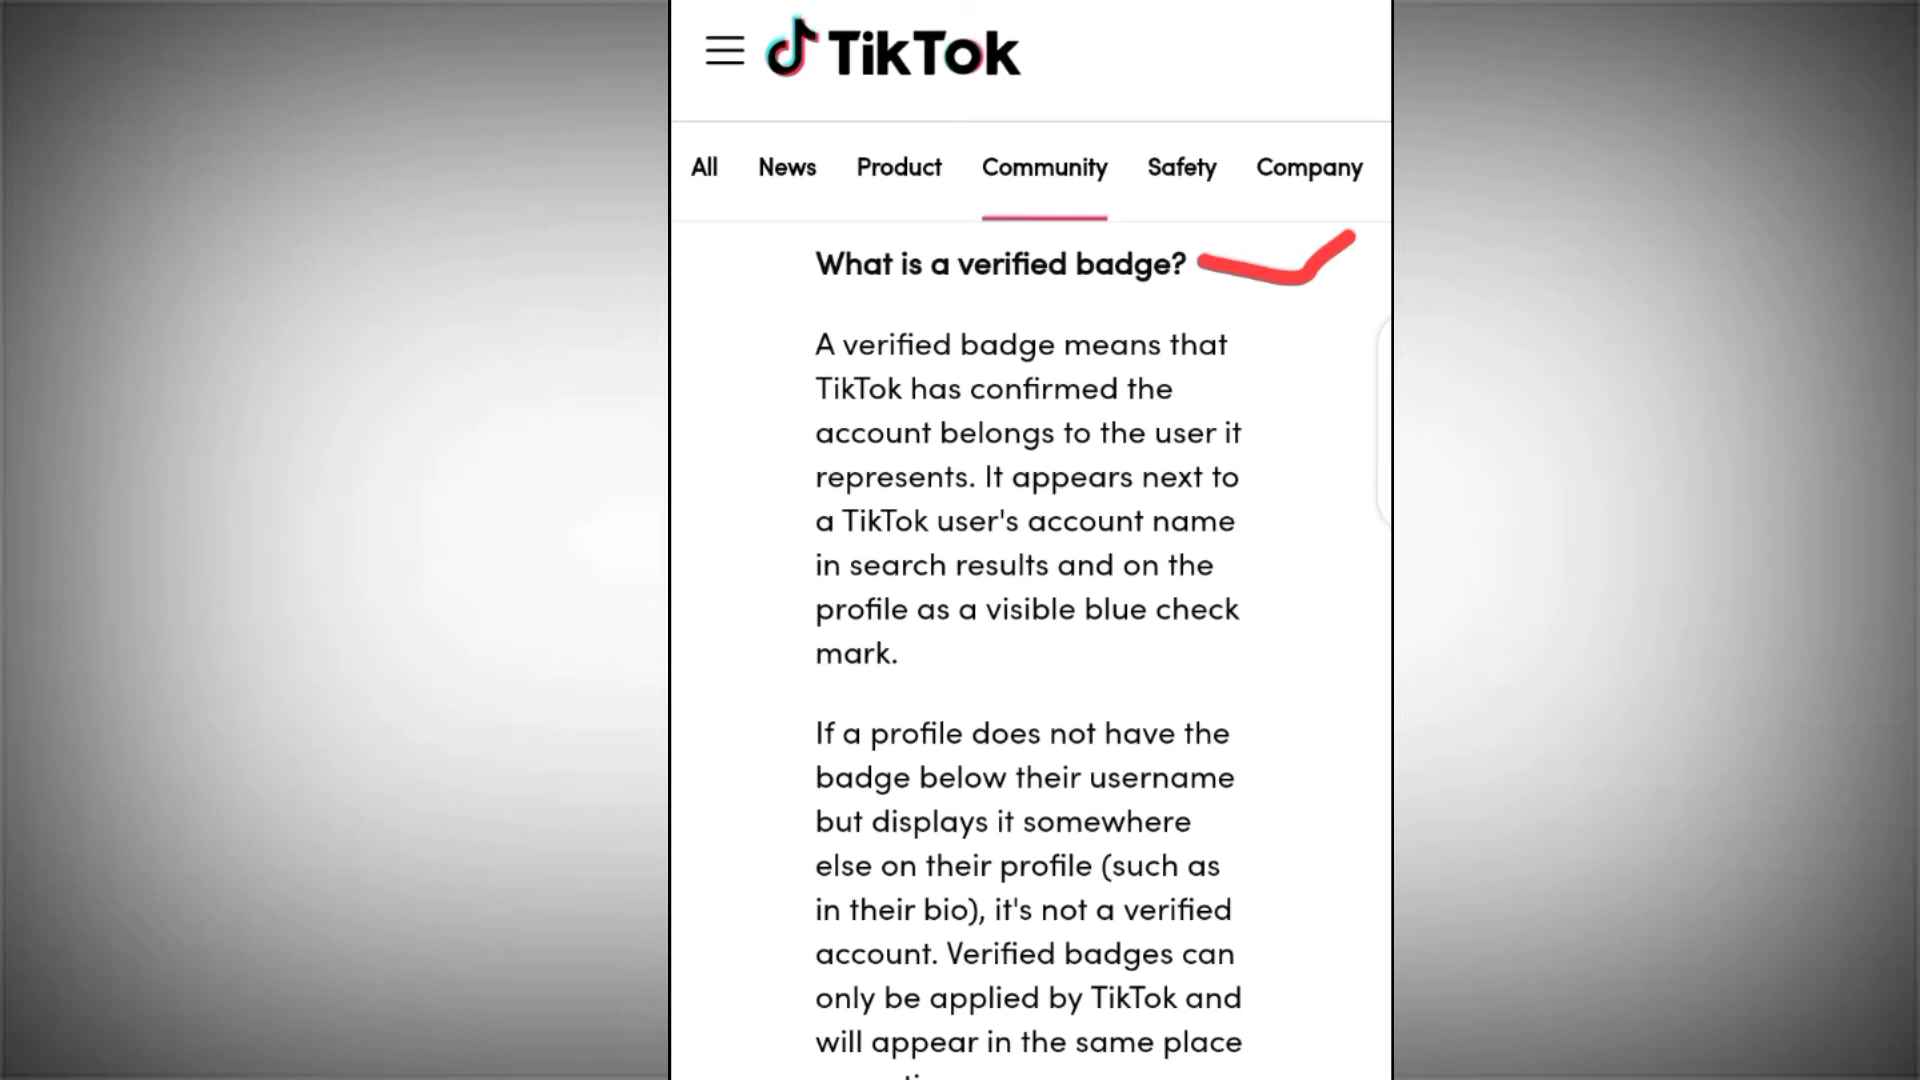 TikTok
All News Product Community Safety Company
What is a verified badge?
A verified badge means that
TikTok has confirmed the
account belongs to the user it
represents. It appears next to
a TikTok user's account name
in search results and on the
profile as a visible blue check
mark.
If a profile does not have the
badge below their username
but displays it somewhere
else on their profile (such as
in their bio), it's not a verified
account. Verified badges can
only be applied by TikTok and
will appear in the same place